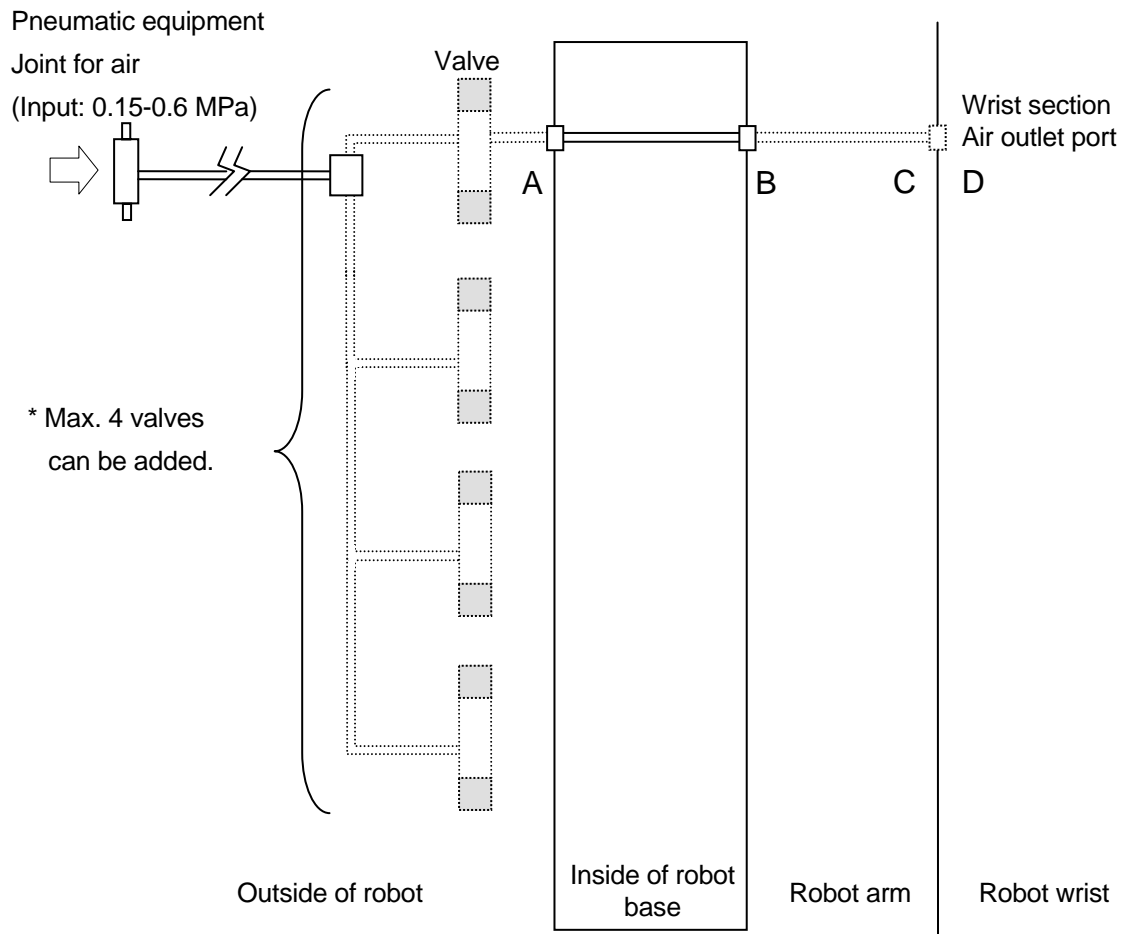 Pneumatic equipment
Joint for air
(Input: 0.15-0.6 MPa)
Valve
Wrist section
Air outlet port
A
B
C
D
* Max. 4 valves
can be added.
Outside of robot
Inside of robot
base
Robot arm
Robot wrist